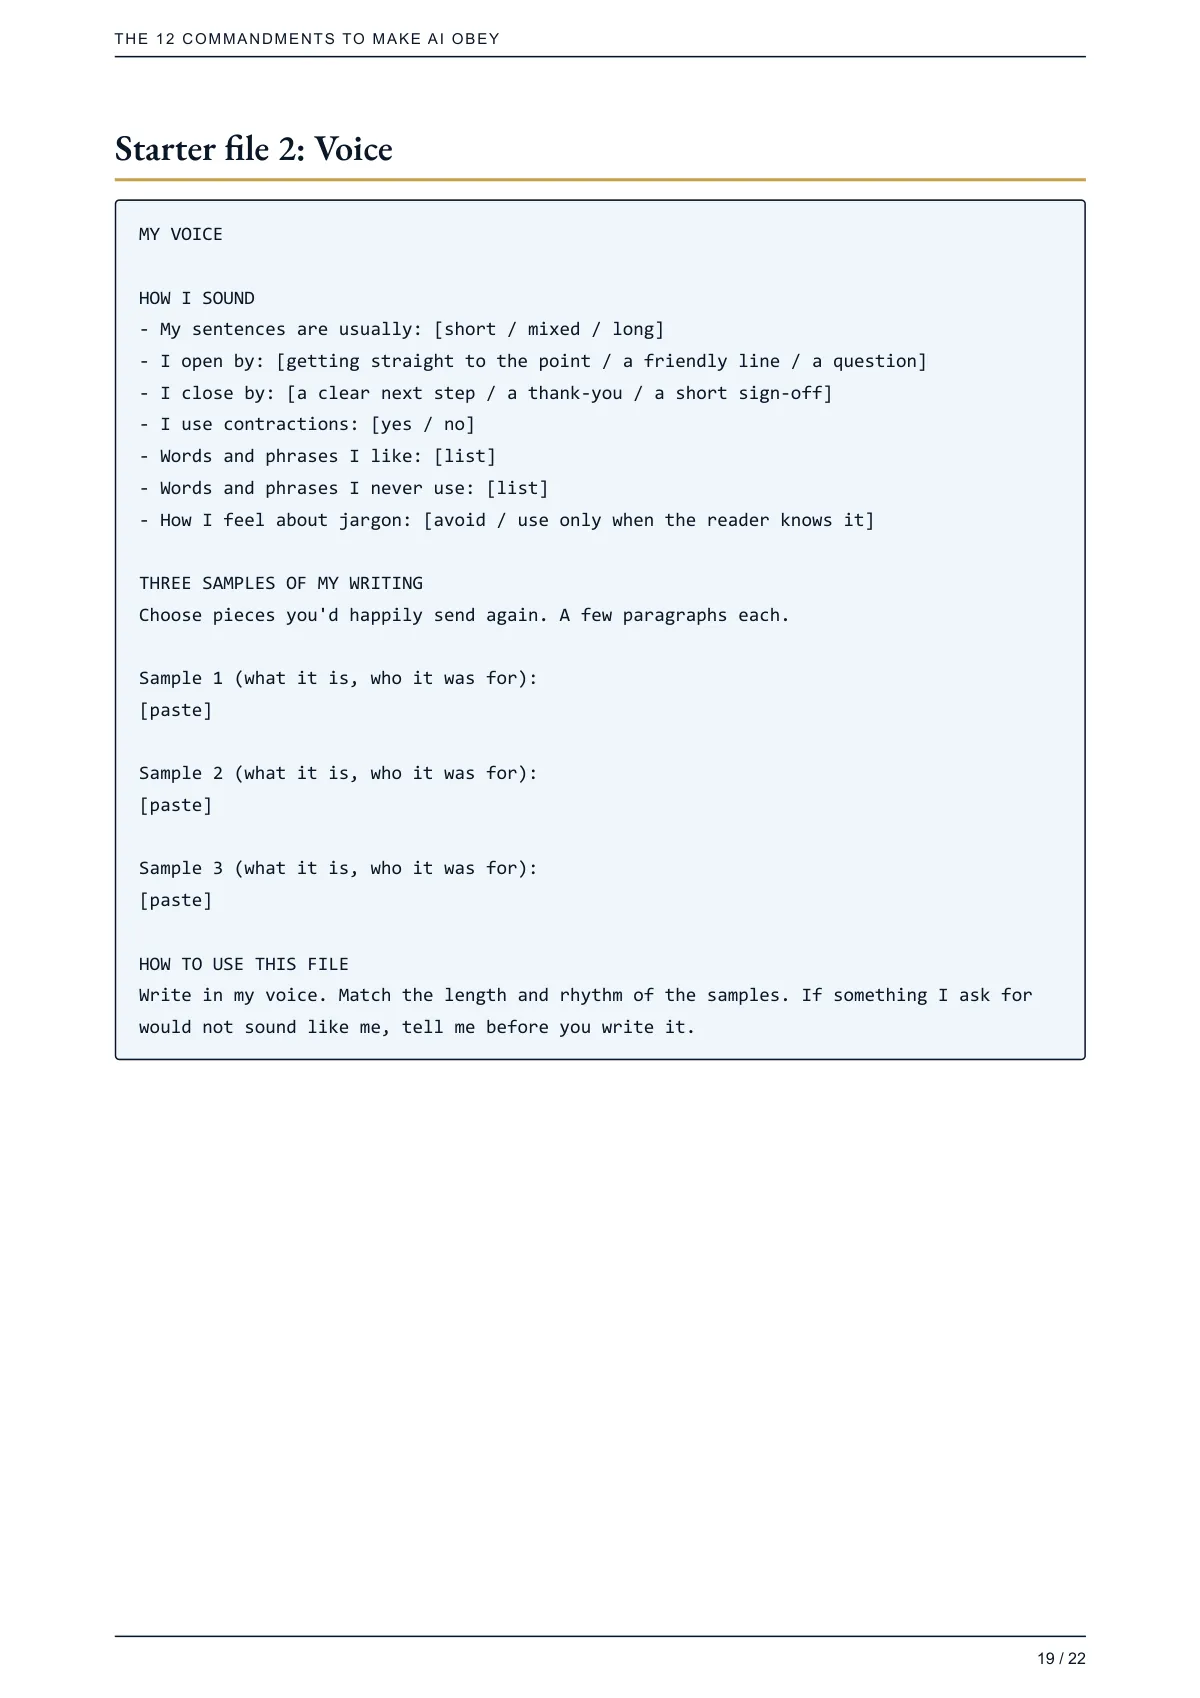 THE 12 COMMANDMENTS TO MAKE AI OBEY
Starter file 2: Voice
MY VOICE
HOW I SOUND
- My sentences are usually: [short / mixed / long]
- I open by: [getting straight to the point / a friendly line / a question]
- I close by: [a clear next step / a thank-you / a short sign-off]
- I use contractions: [yes / no]
- Words and phrases I like: [list]
- Words and phrases I never use: [list]
- How I feel about jargon: [avoid / use only when the reader knows it]
THREE SAMPLES OF MY WRITING
Choose pieces you'd happily send again. A few paragraphs each.
Sample 1 (what it is, who it was for):
[paste]
Sample 2 (what it is, who it was for):
[paste]
Sample 3 (what it is, who it was for):
[paste]
HOW TO USE THIS FILE
Write in my voice. Match the length and rhythm of the samples. If something I ask for
would not sound like me, tell me before you write it.
19 / 22